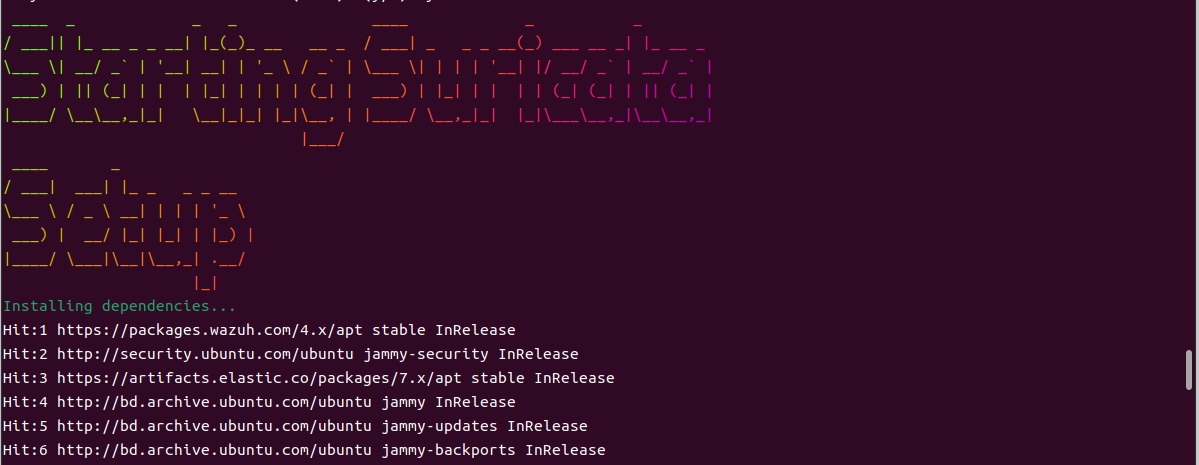 Starting Suricata
Setup
Installing dependencies...
Hit:1 https://packages.wazuh.com/4.x/apt stable InRelease
Hit:2 http://security.ubuntu.com/ubuntu jammy-security InRelease
Hit:3 https://artifacts.elastic.co/packages/7.x/apt stable InRelease
Hit:4 http://bd.archive.ubuntu.com/ubuntu jammy InRelease
Hit:5 http://bd.archive.ubuntu.com/ubuntu jammy-updates InRelease
Hit:6 http://bd.archive.ubuntu.com/ubuntu jammy-backports InRelease